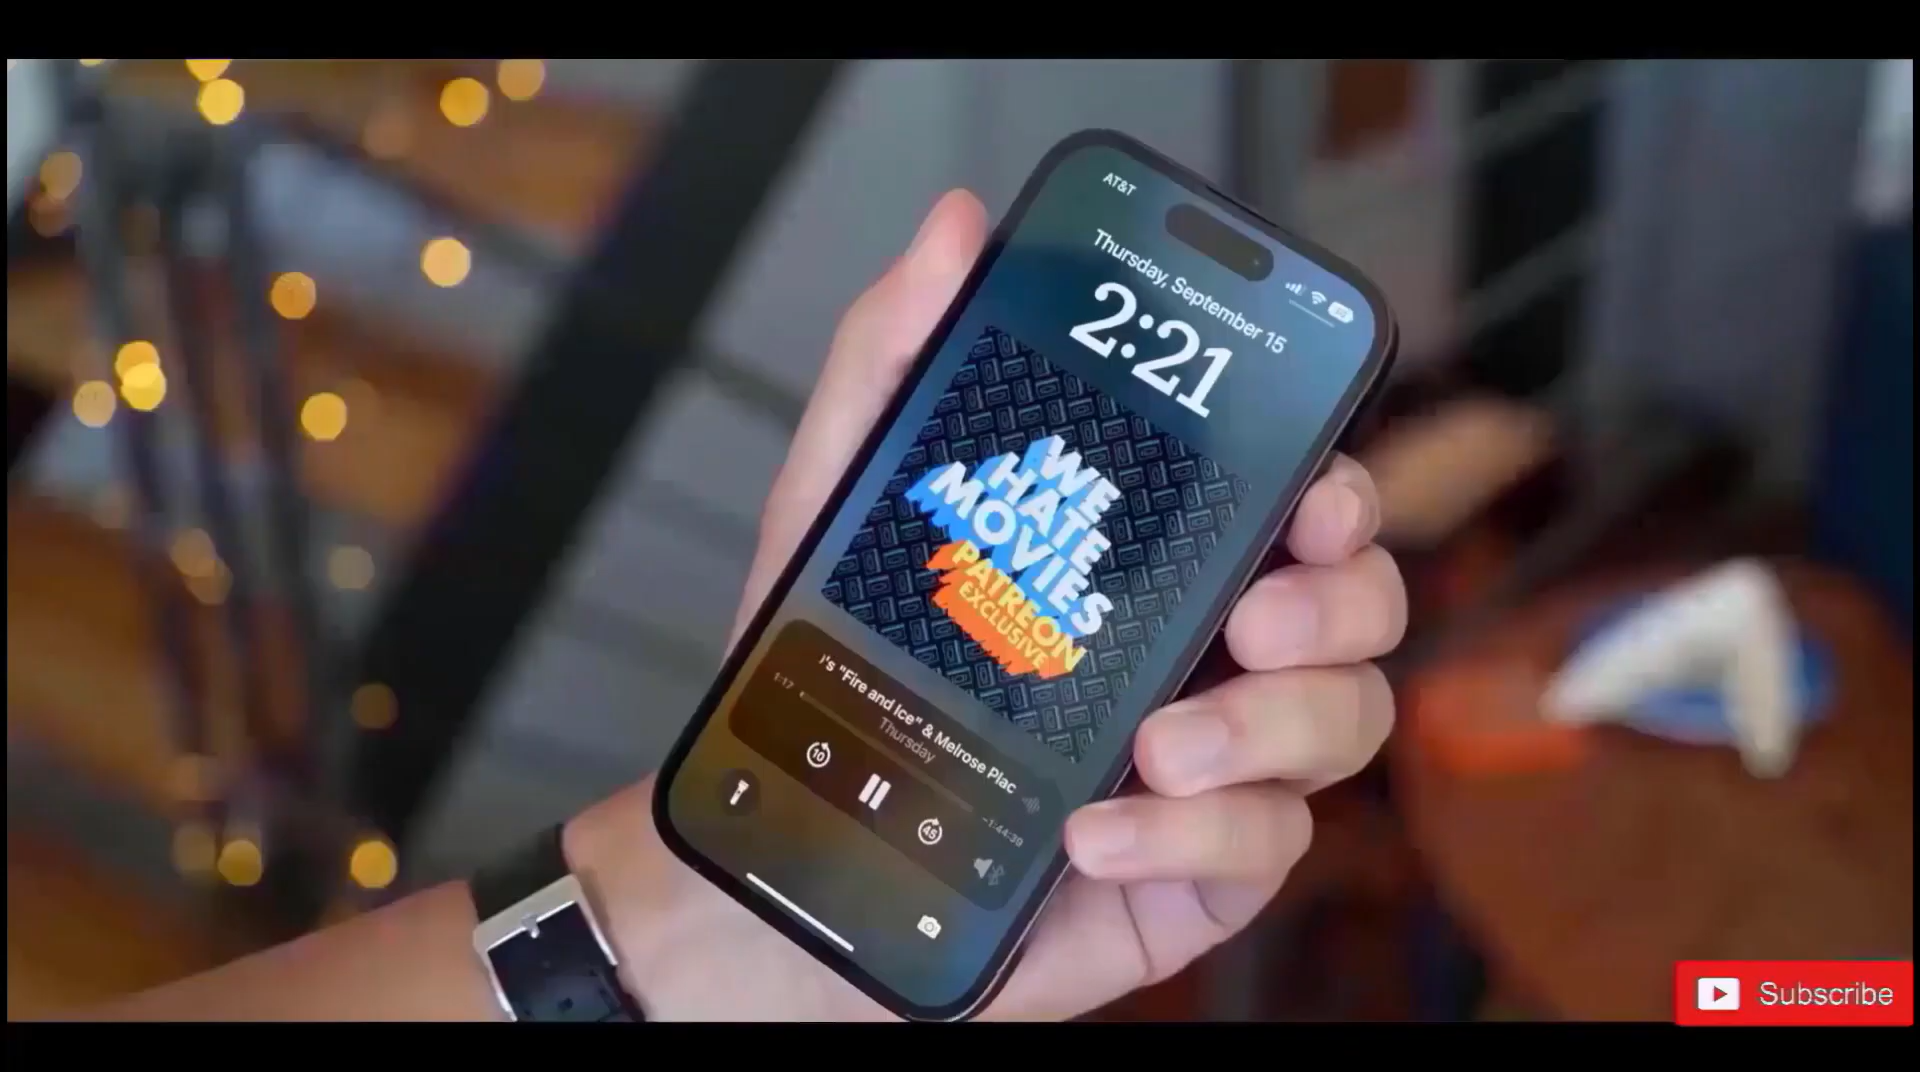 AT&T
Thursday, September 15
2:21
WE
HATE
MOVIES
PATREON
EXCLUSIVE
)'s "Fire and Ice" & Melrose Plac
Thursday
1:17
-1:44:39
10
45
Subscribe